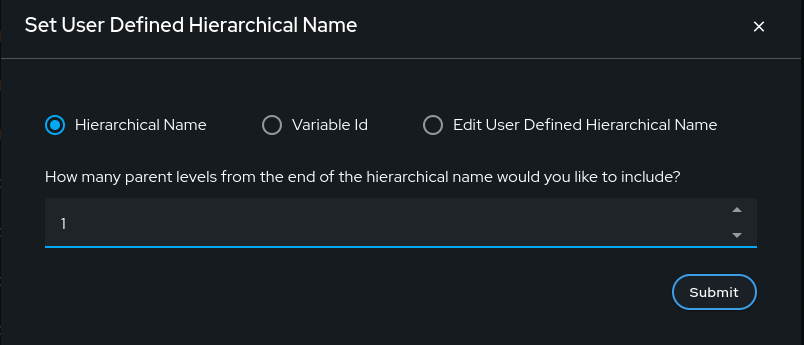 Set User Defined Hierarchical Name
Hierarchical Name Variable Id Edit User Defined Hierarchical Name
How many parent levels from the end of the hierarchical name would you like to include?
1
Submit